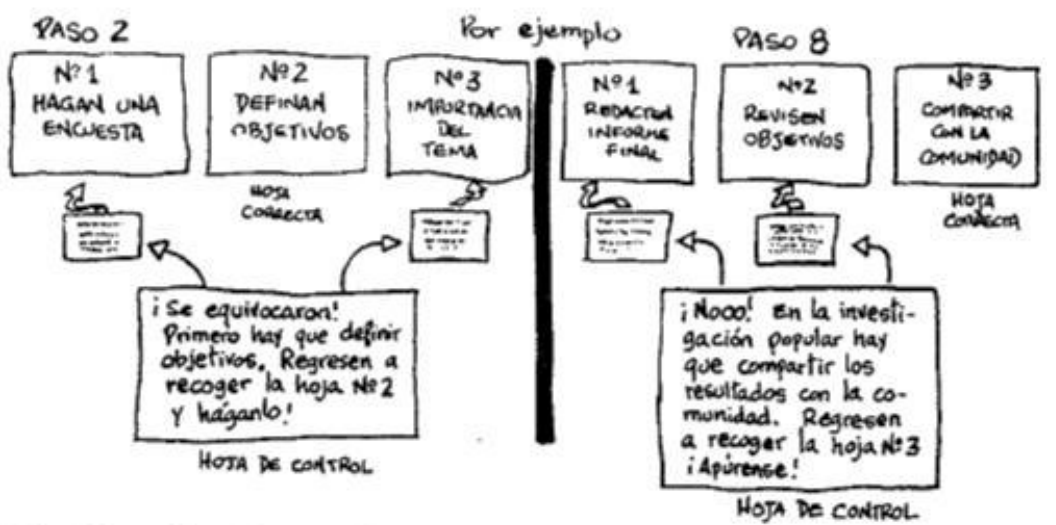 PASO 2
Por ejemplo
PASO 8
Nº 1
HAGAN UNA
ENCUESTA
Nº 2
DEFINAN
OBJETIVOS
Nº 3
IMPORTANCIA
DEL
TEMA
Nº 1
REDACCION
INFORME
FINAL
Nº 2
REVISEN
OBJETIVOS
Nº 3
COMPARTIR
CON LA
COMUNIDAD
HOJA
CORRECTA
HOJA
CORRECTA
¡Se equivocaron!
Primero hay que definir
objetivos. Regresen a
recoger la hoja Nº 2
y háganlo!
HOJA DE CONTROL
¡Nooo! En la investi-
gación popular hay
que compartir los
resultados con la co-
munidad. Regresen
a recoger la hoja Nº 3
¡Apúrense!
HOJA DE CONTROL